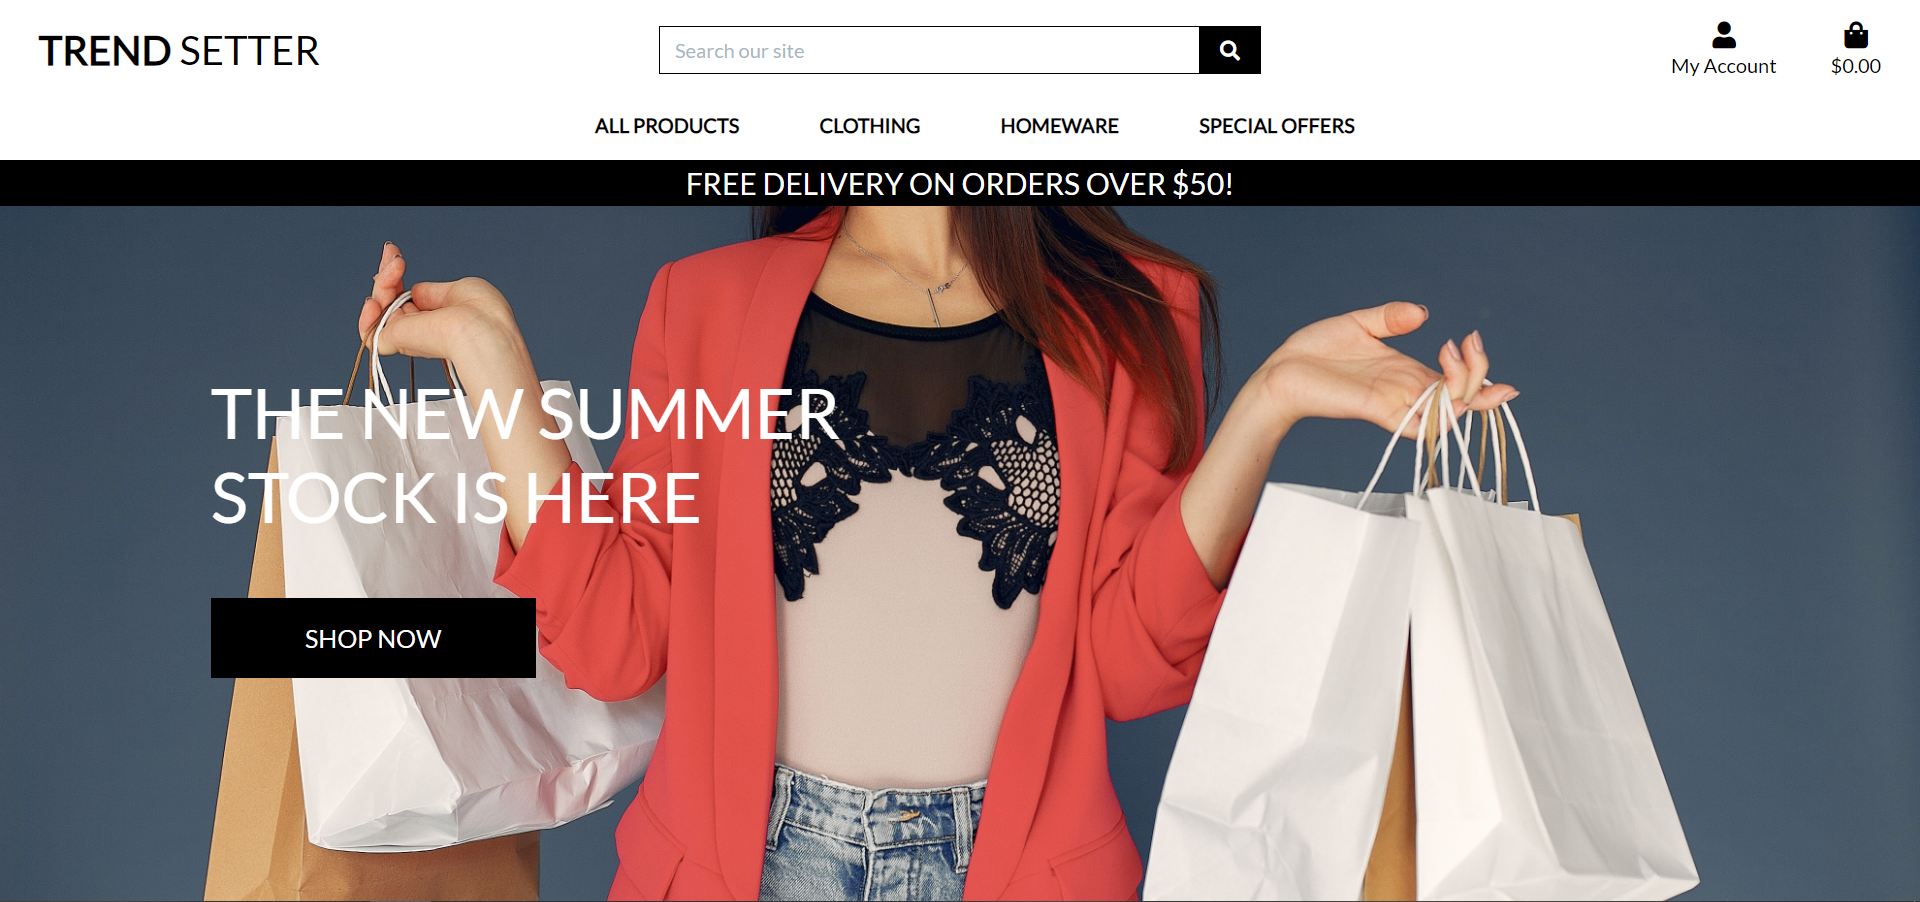 TREND SETTER
Search our site
My Account
$0.00
ALL PRODUCTS
CLOTHING
HOMEWARE
SPECIAL OFFERS
FREE DELIVERY ON ORDERS OVER $50!
THE NEW SUMMER
STOCK IS HERE
SHOP NOW